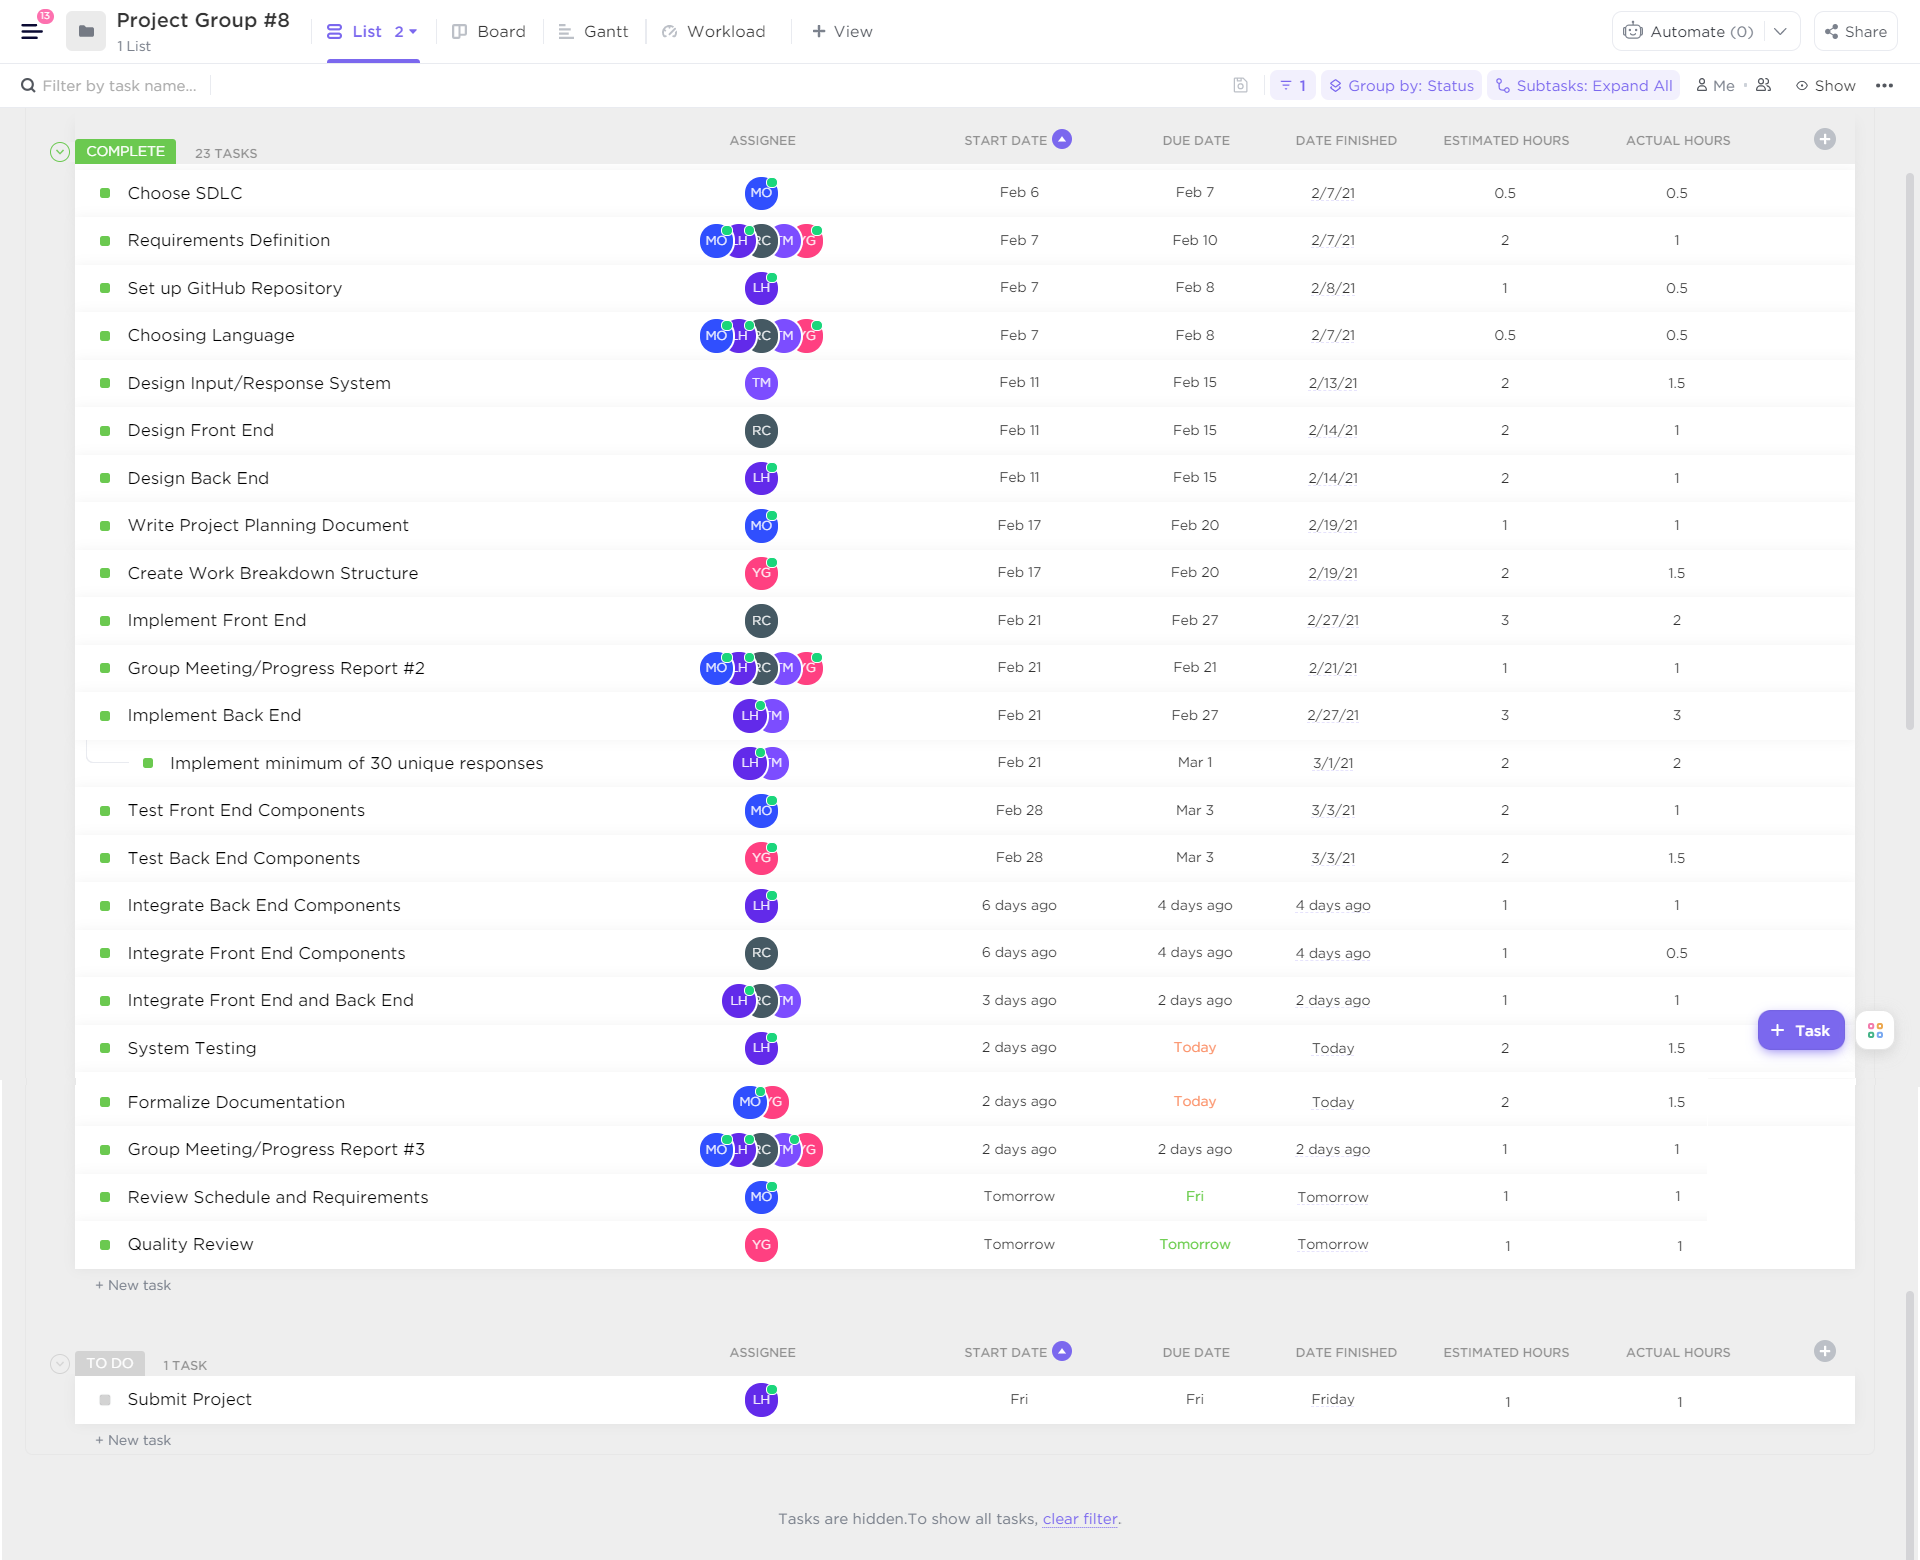 13
Project Group #8
1 List
List 2
Board
Gantt
Workload
+ View
Automate (0)
Share
Filter by task name...
1
Group by: Status
Subtasks: Expand All
Me
Show
COMPLETE 23 TASKS ASSIGNEE START DATE DUE DATE DATE FINISHED ESTIMATED HOURS ACTUAL HOURS
Choose SDLC MO Feb 6 Feb 7 2/7/21 0.5 0.5
Requirements Definition MO LH RC TM YG Feb 7 Feb 10 2/7/21 2 1
Set up GitHub Repository LH Feb 7 Feb 8 2/8/21 1 0.5
Choosing Language MO LH RC TM YG Feb 7 Feb 8 2/7/21 0.5 0.5
Design Input/Response System TM Feb 11 Feb 15 2/13/21 2 1.5
Design Front End RC Feb 11 Feb 15 2/14/21 2 1
Design Back End LH Feb 11 Feb 15 2/14/21 2 1
Write Project Planning Document MO Feb 17 Feb 20 2/19/21 1 1
Create Work Breakdown Structure YG Feb 17 Feb 20 2/19/21 2 1.5
Implement Front End RC Feb 21 Feb 27 2/27/21 3 2
Group Meeting/Progress Report #2 MO LH RC TM YG Feb 21 Feb 21 2/21/21 1 1
Implement Back End LH TM Feb 21 Feb 27 2/27/21 3 3
Implement minimum of 30 unique responses LH TM Feb 21 Mar 1 3/1/21 2 2
Test Front End Components MO Feb 28 Mar 3 3/3/21 2 1
Test Back End Components YG Feb 28 Mar 3 3/3/21 2 1.5
Integrate Back End Components LH 6 days ago 4 days ago 4 days ago 1 1
Integrate Front End Components RC 6 days ago 4 days ago 4 days ago 1 0.5
Integrate Front End and Back End LH RC TM 3 days ago 2 days ago 2 days ago 1 1
+ Task
System Testing LH 2 days ago Today Today 2 1.5
Formalize Documentation MO YG 2 days ago Today Today 2 1.5
Group Meeting/Progress Report #3 MO LH RC TM YG 2 days ago 2 days ago 2 days ago 1 1
Review Schedule and Requirements MO Tomorrow Fri Tomorrow 1 1
Quality Review YG Tomorrow Tomorrow Tomorrow 1 1
+ New task
TO DO 1 TASK ASSIGNEE START DATE DUE DATE DATE FINISHED ESTIMATED HOURS ACTUAL HOURS
Submit Project LH Fri Fri Friday 1 1
+ New task
Tasks are hidden.To show all tasks, clear filter.